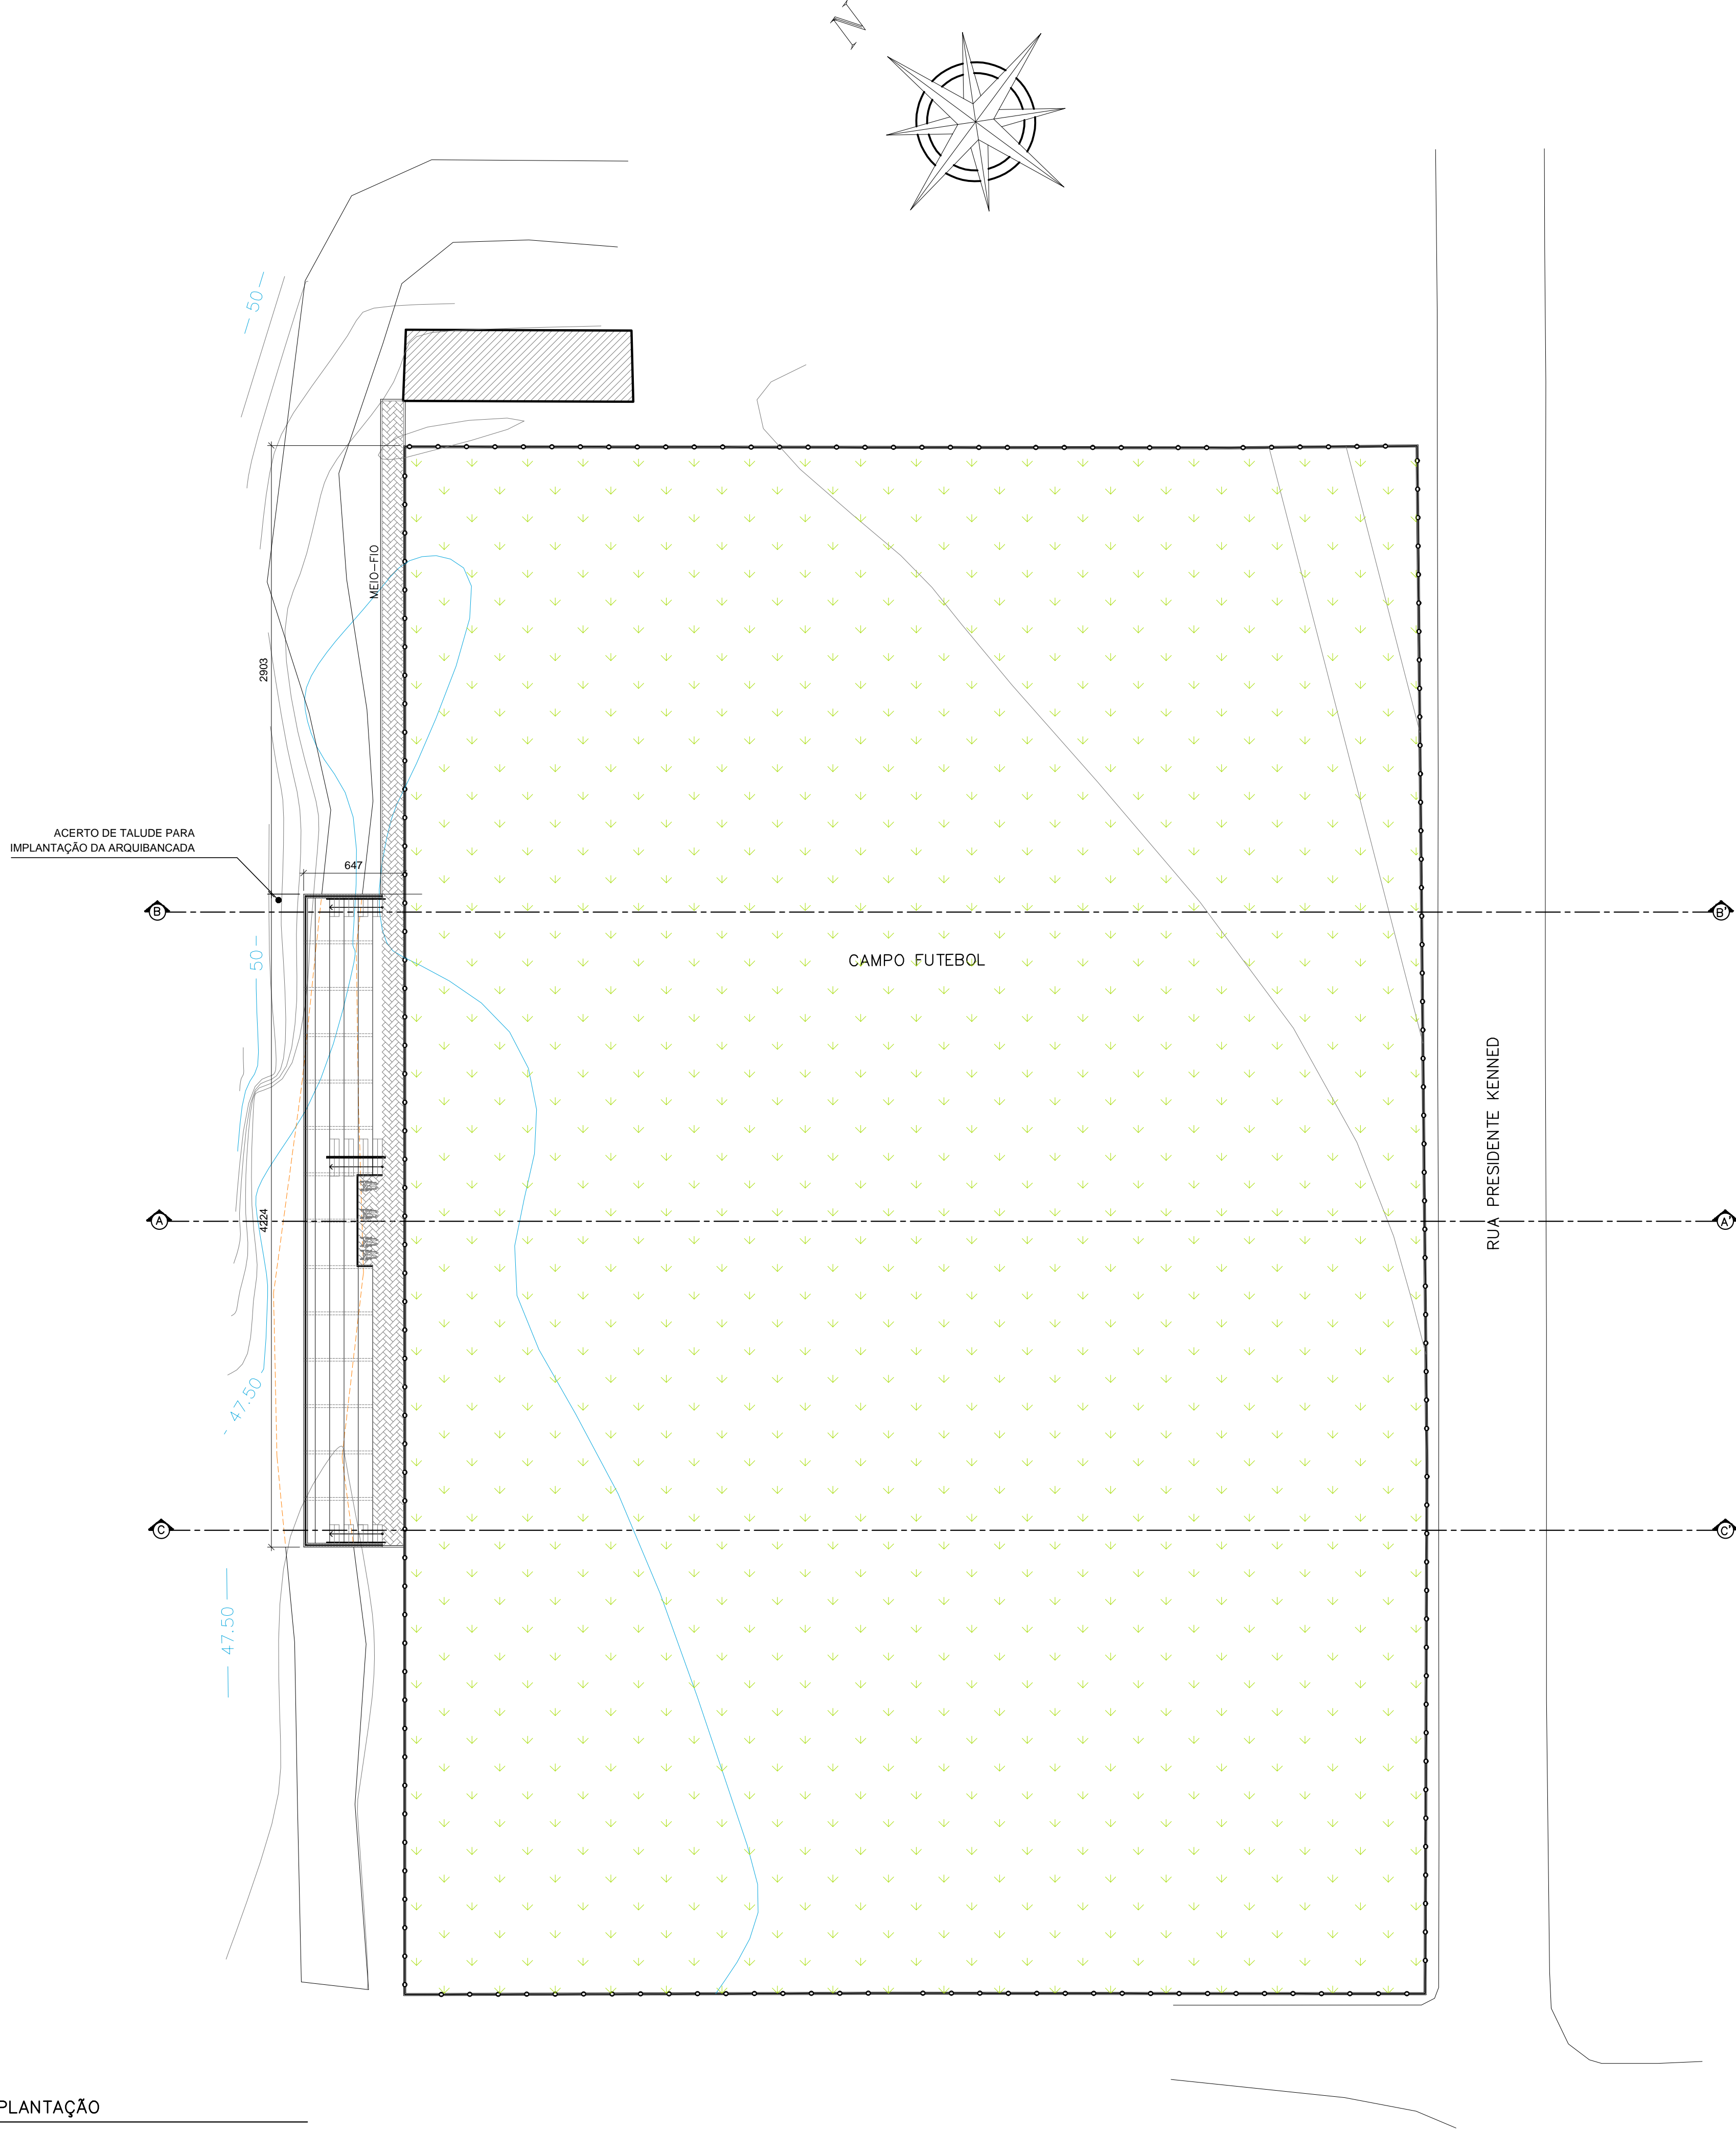 N
50
MEIO-FIO
2903
ACERTO DE TALUDE PARA
IMPLANTAÇÃO DA ARQUIBANCADA
647
B
B'
CAMPO FUTEBOL
50
RUA PRESIDENTE KENNED
4224
A
A'
47.50
C
C'
47.50
PLANTAÇÃO